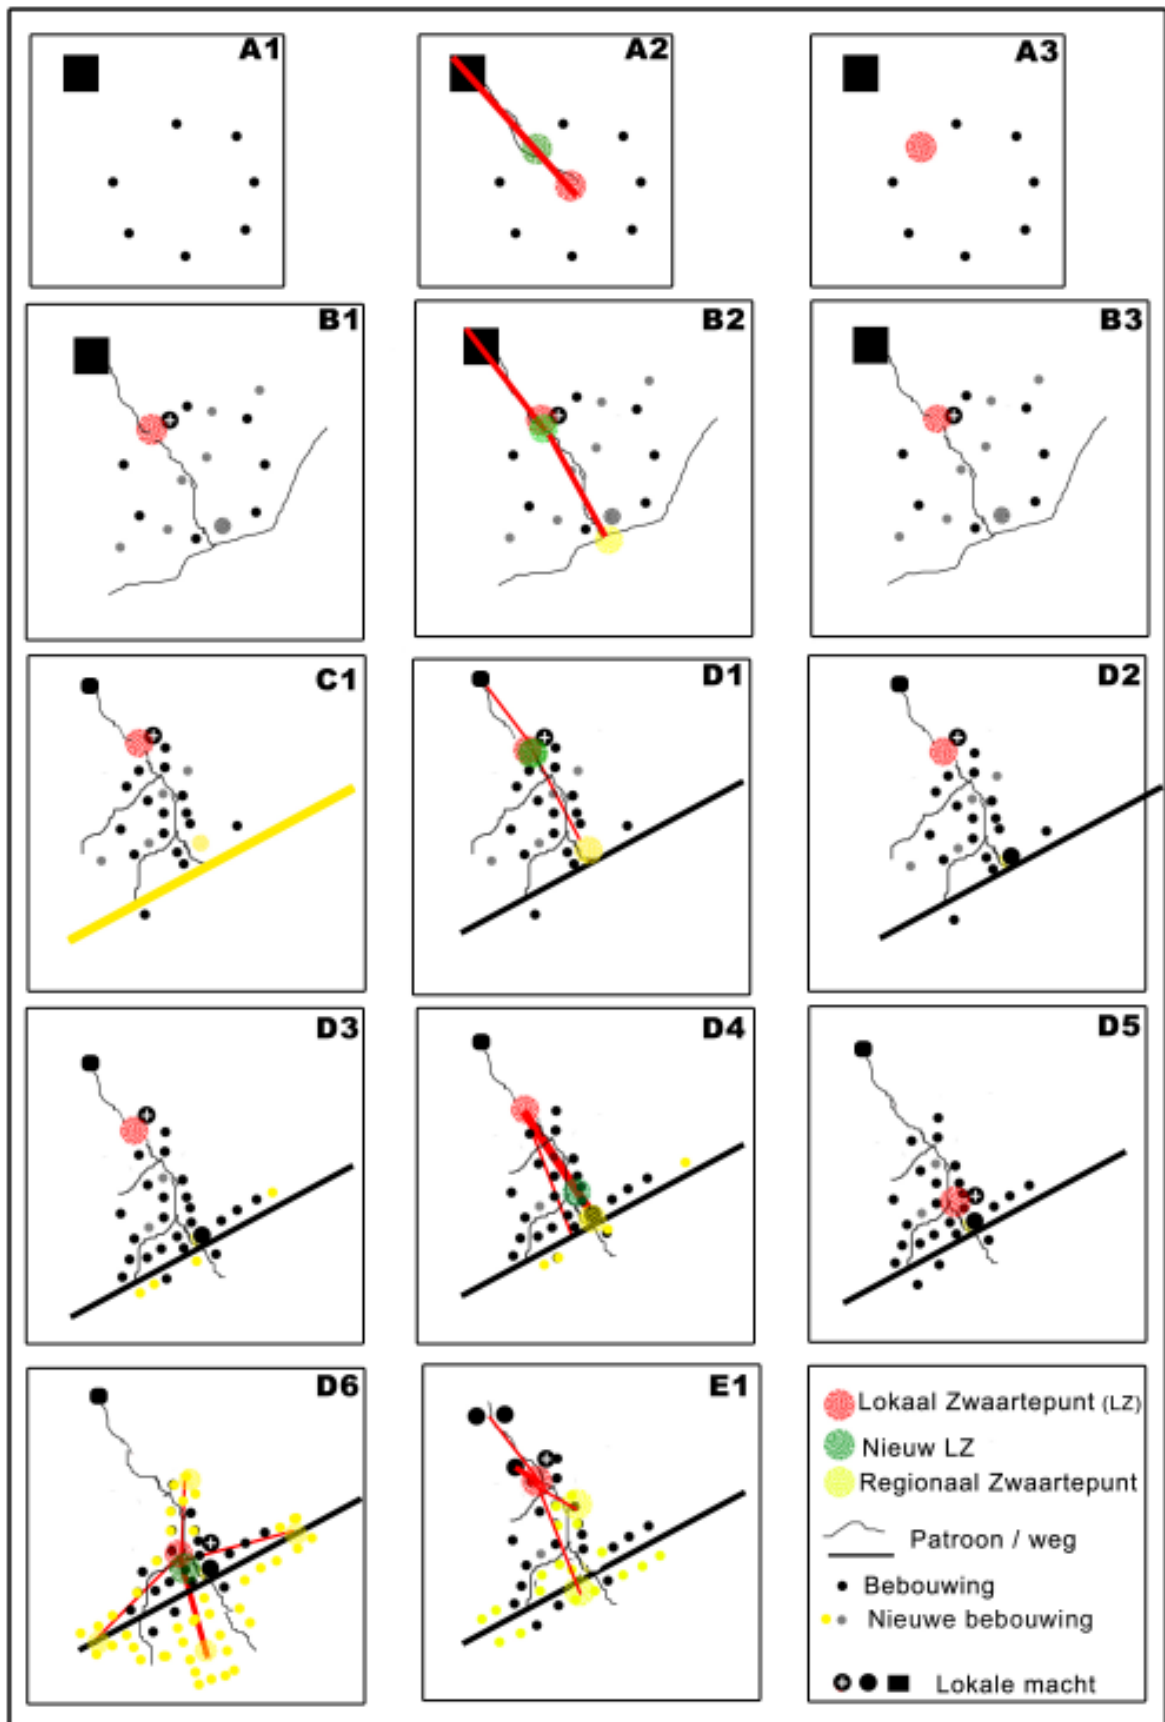 A1
A2
A3
B1
B2
B3
C1
D1
D2
D3
D4
D5
D6
E1
Lokaal Zwaartepunt (LZ)
Nieuw LZ
Regionaal Zwaartepunt
Patroon / weg
Bebouwing
Nieuwe bebouwing
Lokale macht